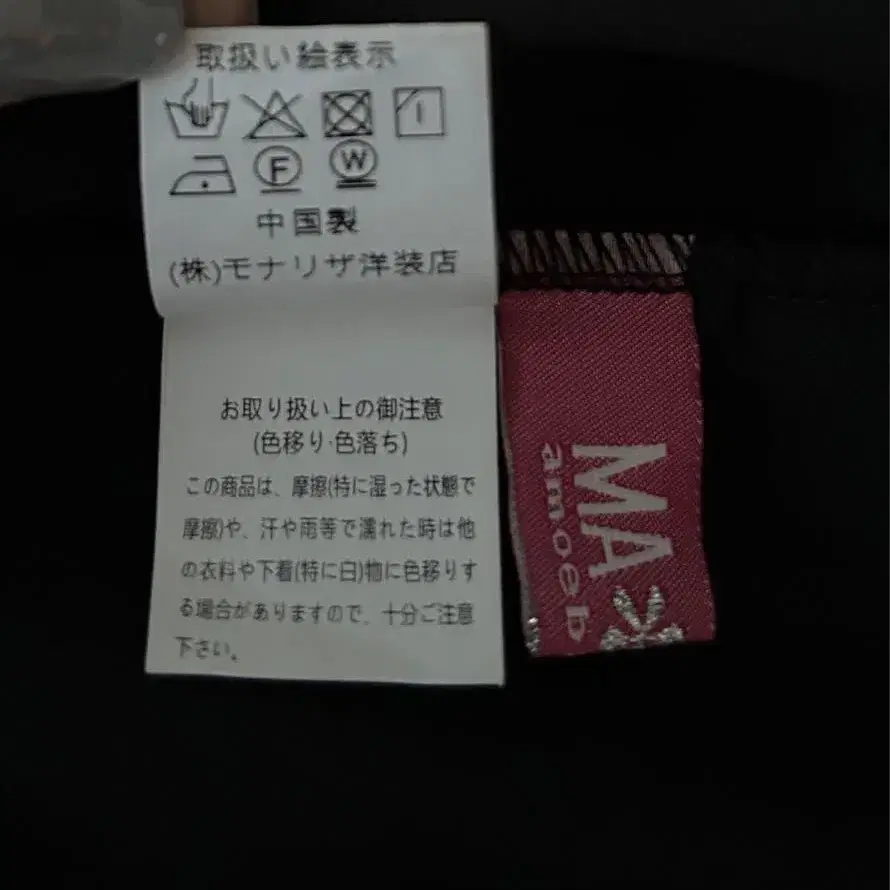 取扱い絵表示
F W
中国製
(株)モナリザ洋装店
お取り扱い上の御注意
(色移り·色落ち)
この商品は、摩擦(特に湿った状態で
摩擦)や、汗や雨等で濡れた時は他
の衣料や下着(特に白)物に色移りす
る場合がありますので、十分ご注意
下さい。
MA